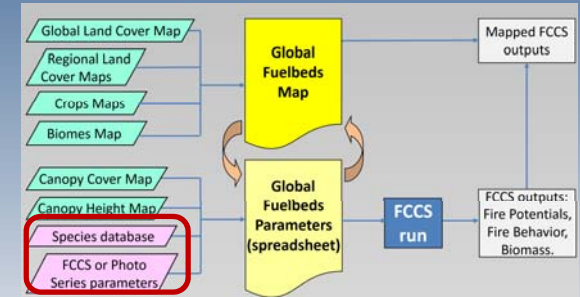 Global Land Cover Map
Regional Land
Cover Maps
Crops Maps
Biomes Map
Global
Fuelbeds
Map
Mapped FCCS
outputs
Canopy Cover Map
Canopy Height Map
Species database
FCCS or Photo
Series parameters
Global
Fuelbeds
Parameters
(spreadsheet)
FCCS
run
FCCS outputs:
Fire Potentials,
Fire Behavior,
Biomass.